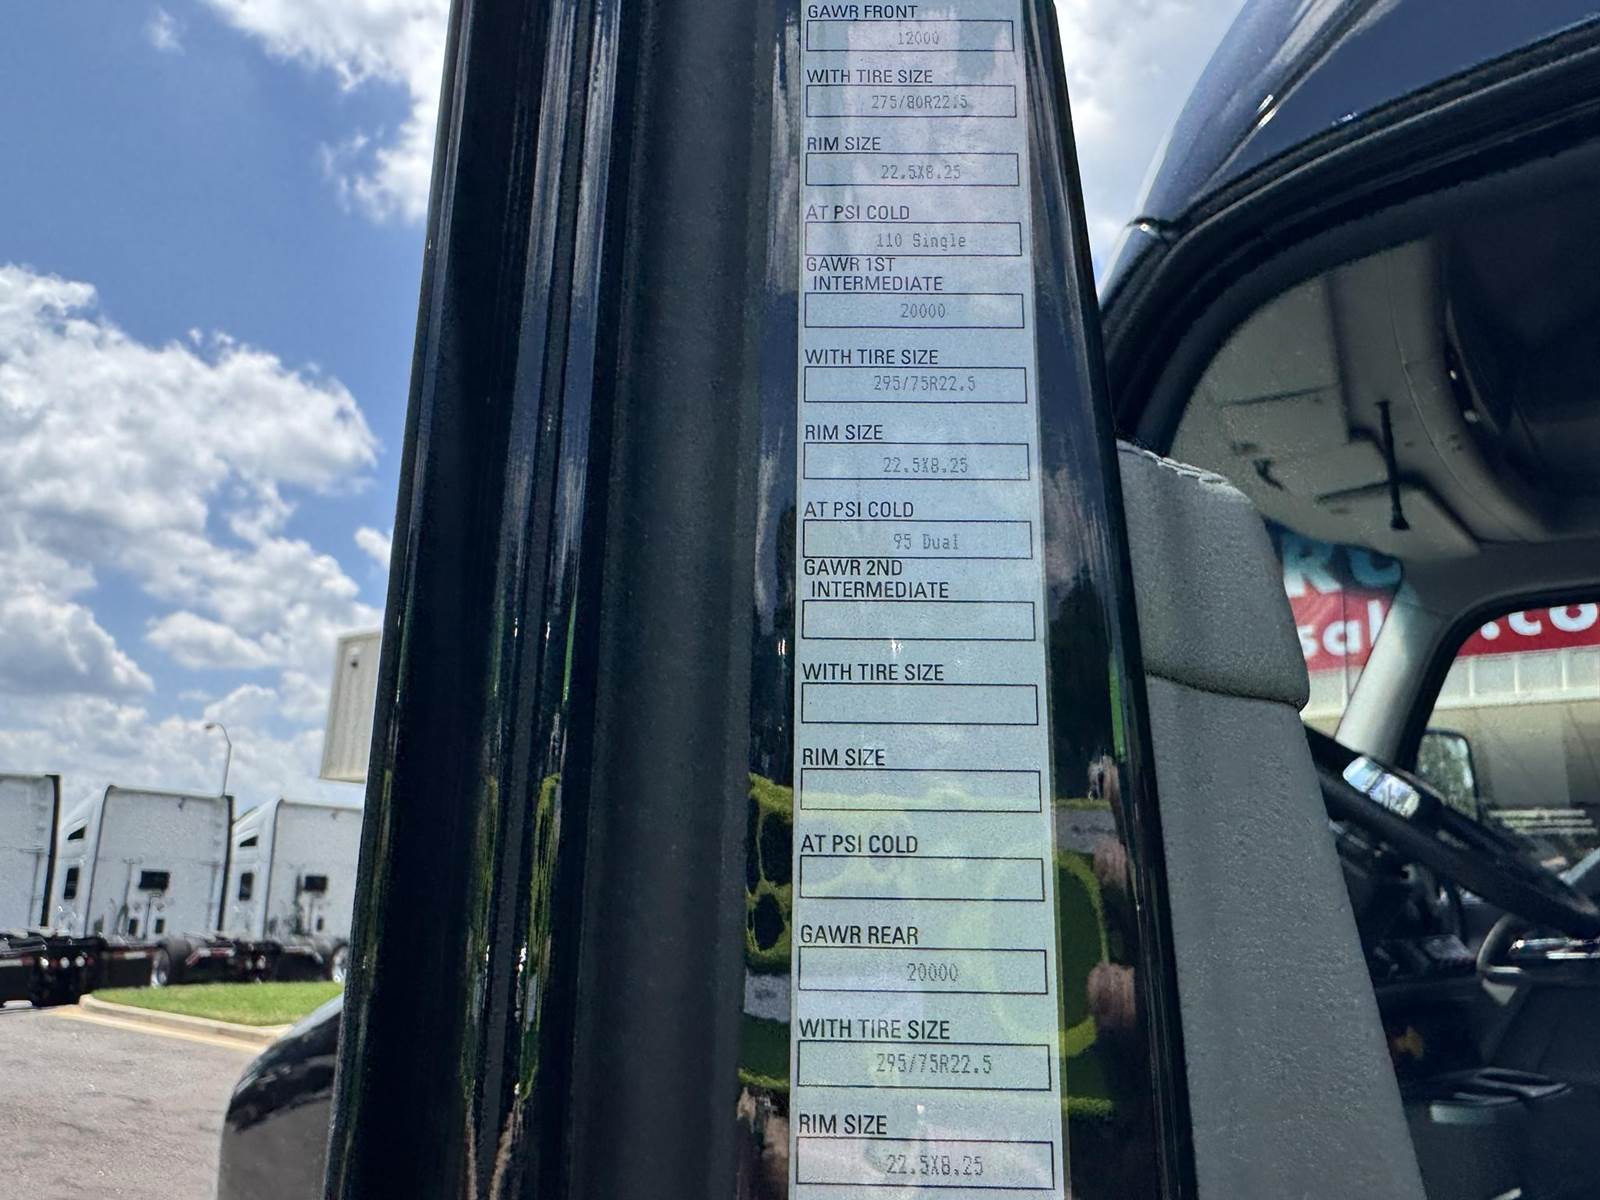 GAWR FRONT
12000
WITH TIRE SIZE
275/80R22.5
RIM SIZE
22.5X8.25
AT PSI COLD
110 Single
GAWR 1ST
INTERMEDIATE
20000
WITH TIRE SIZE
295/75R22.5
RIM SIZE
22.5X8.25
AT PSI COLD
95 Dual
GAWR 2ND
INTERMEDIATE
WITH TIRE SIZE
RIM SIZE
AT PSI COLD
GAWR REAR
20000
WITH TIRE SIZE
295/75R22.5
RIM SIZE
22.5X8.25